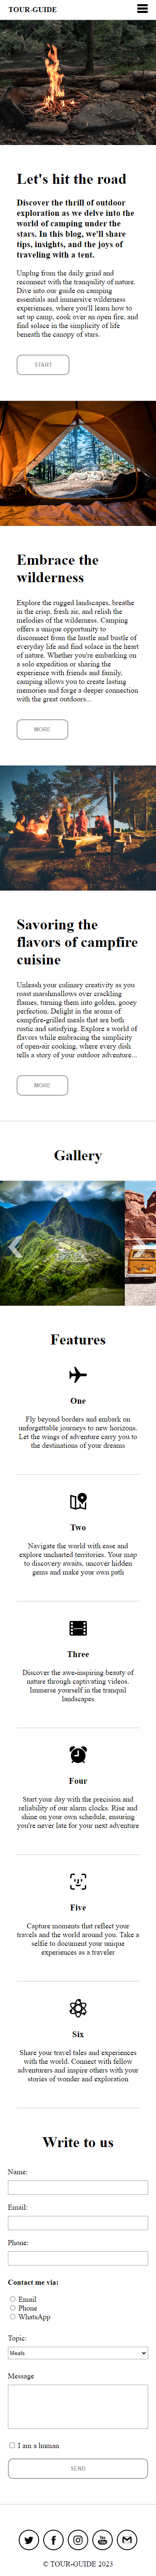 TOUR-GUIDE
Let's hit the road
Discover the thrill of outdoor
exploration as we delve into the
world of camping under the
stars. In this blog, we'll share
tips, insights, and the joys of
traveling with a tent.
Unplug from the daily grind and
reconnect with the tranquility of nature.
Dive into our guide on camping
essentials and immersive wilderness
experiences, where you'll learn how to
set up camp, cook over an open fire, and
find solace in the simplicity of life
beneath the canopy of stars.
START
Embrace the
wilderness
Explore the rugged landscapes, breathe
in the crisp, fresh air, and relish the
melodies of the wilderness. Camping
offers a unique opportunity to
disconnect from the hustle and bustle of
everyday life and find solace in the heart
of nature. Whether you're embarking on
a solo expedition or sharing the
experience with friends and family,
camping allows you to create lasting
memories and forge a deeper connection
with the great outdoors...
MORE
Savoring the
flavors of campfire
cuisine
Unleash your culinary creativity as you
roast marshmallows over crackling
flames, turning them into golden, gooey
perfection. Delight in the aroma of
campfire-grilled meals that are both
rustic and satisfying. Explore a world of
flavors while embracing the simplicity
of open-air cooking, where every dish
tells a story of your outdoor adventure...
MORE
Gallery
Features
One
Fly beyond borders and embark on
unforgettable journeys to new horizons.
Let the wings of adventure carry you to
the destinations of your dreams
Two
Navigate the world with ease and
explore uncharted territories. Your map
to discovery awaits, uncover hidden
gems and make your own path
Three
Discover the awe-inspiring beauty of
nature through captivating videos.
Immerse yourself in the tranquil
landscapes
Four
Start your day with the precision and
reliability of our alarm clocks. Rise and
shine on your own schedule, ensuring
you're never late for your next adventure
Five
Capture moments that reflect your
travels and the world around you. Take a
selfie to document your unique
experiences as a traveler
Six
Share your travel tales and experiences
with the world. Connect with fellow
adventurers and inspire others with your
stories of wonder and exploration
Write to us
Name:
Email:
Phone:
Contact me via:
Email
Phone
WhatsApp
Topic:
Meals
Message
I am a human
SEND
You
Tube
© TOUR-GUIDE 2023